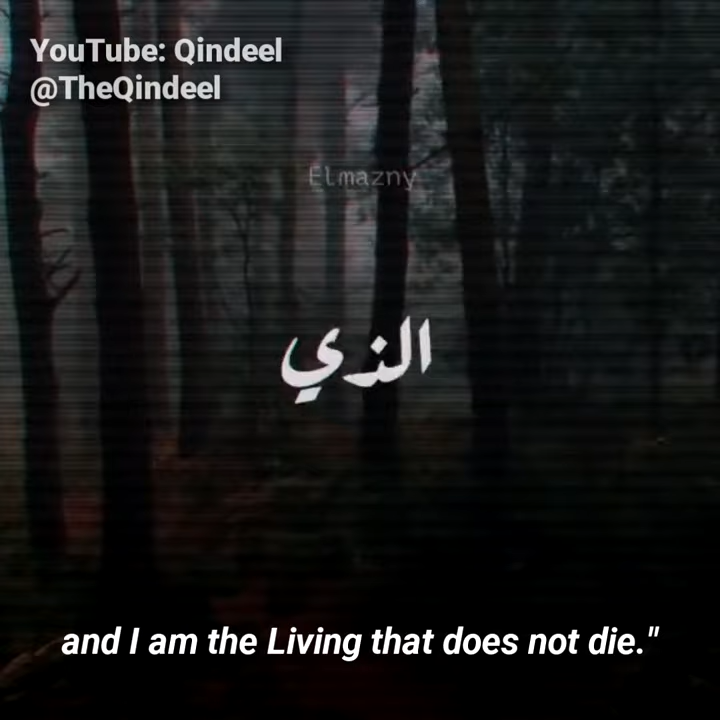 YouTube: Qindeel
@TheQindeel
Elmazny
الذي
and I am the Living that does not die."